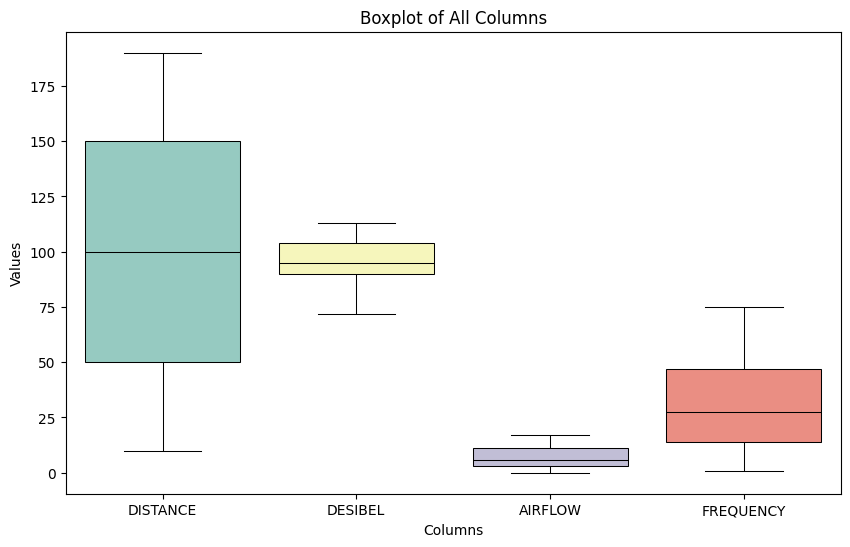 Boxplot of All Columns
Values
175
150
125
100
75
50
25
0
DISTANCE
DESIBEL
AIRFLOW
FREQUENCY
Columns